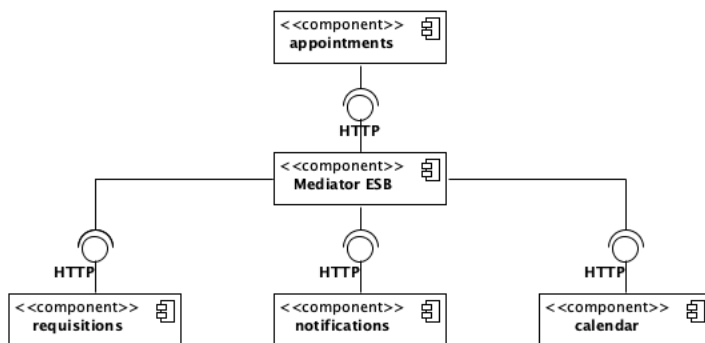 <<component>>
appointments
HTTP
<<component>>
Mediator ESB
HTTP
HTTP
HTTP
<<component>>
requisitions
<<component>>
notifications
<<component>>
calendar